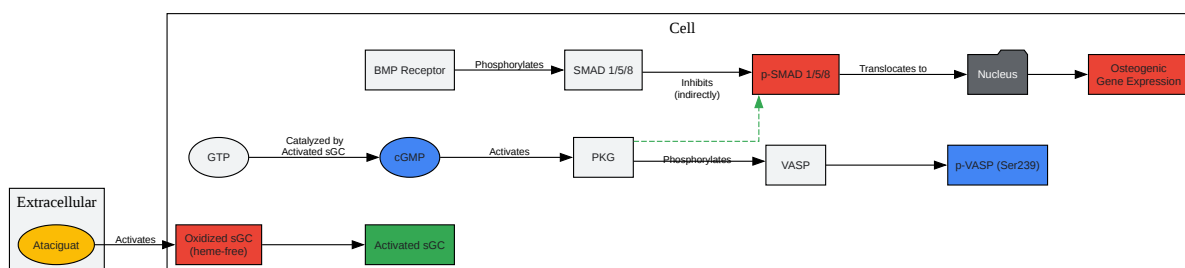 Cell
BMP Receptor
Phosphorylates
SMAD 1/5/8
Inhibits
(indirectly)
p-SMAD 1/5/8
Translocates to
Nucleus
Osteogenic
Gene Expression
GTP
Catalyzed by
Activated sGC
cGMP
Activates
PKG
Phosphorylates
VASP
p-VASP (Ser239)
Extracellular
Ataciguat
Activates
Oxidized sGC
(heme-free)
Activated sGC